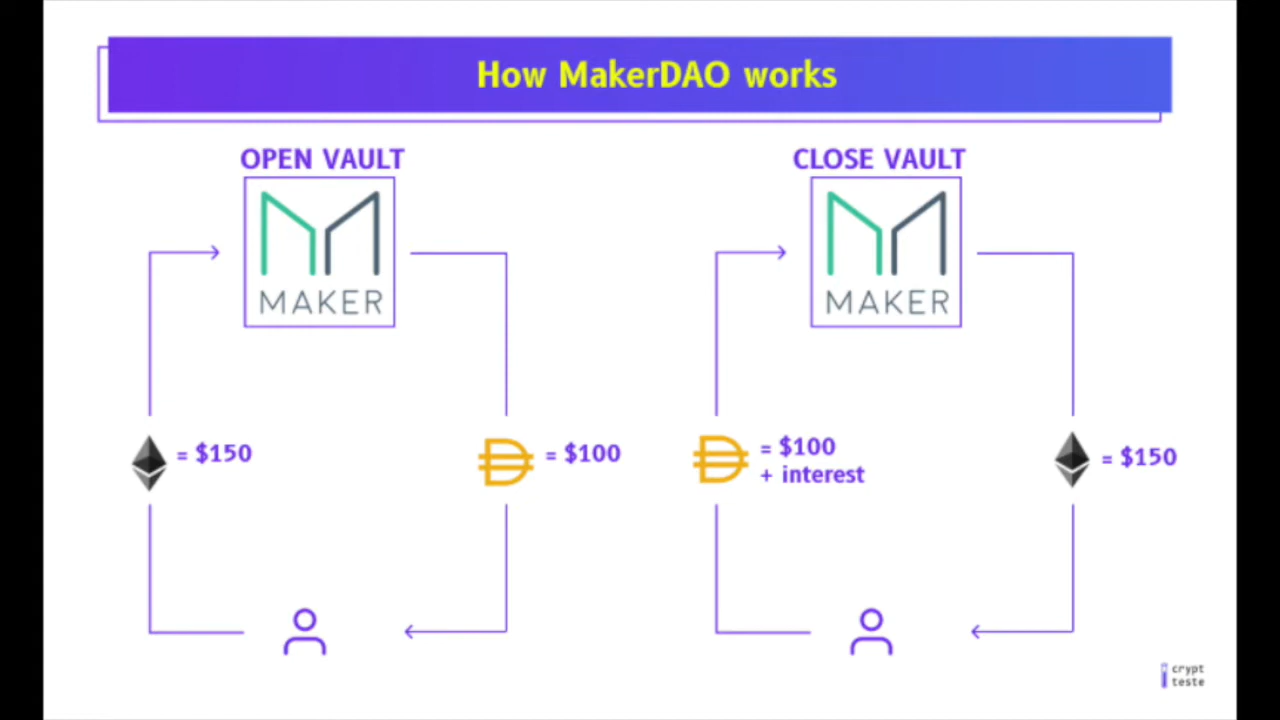 How MakerDAO works
OPEN VAULT
MAKER
= $150
= $100
CLOSE VAULT
MAKER
= $100
+ interest
= $150
crypt
teste